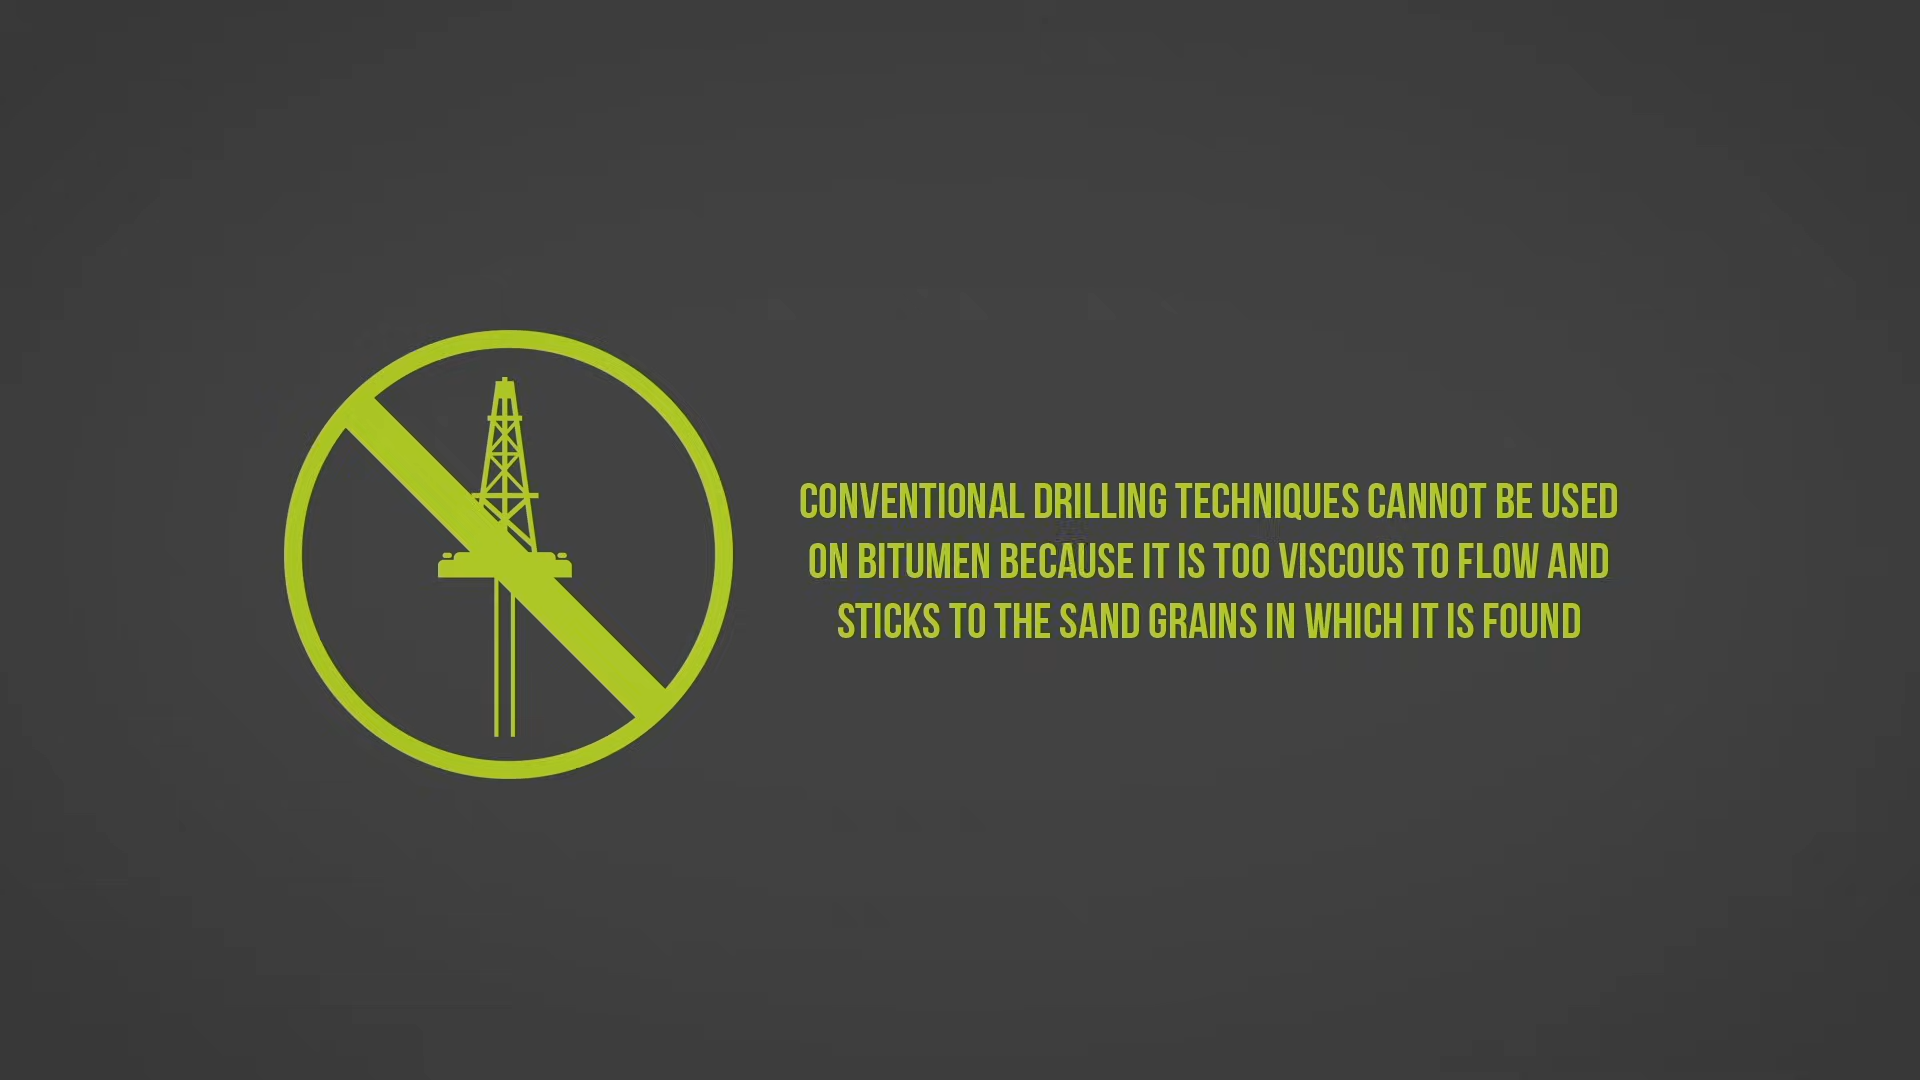 CONVENTIONAL DRILLING TECHNIQUES CANNOT BE USED
ON BITUMEN BECAUSE IT IS TOO VISCOUS TO FLOW AND
STICKS TO THE SAND GRAINS IN WHICH IT IS FOUND